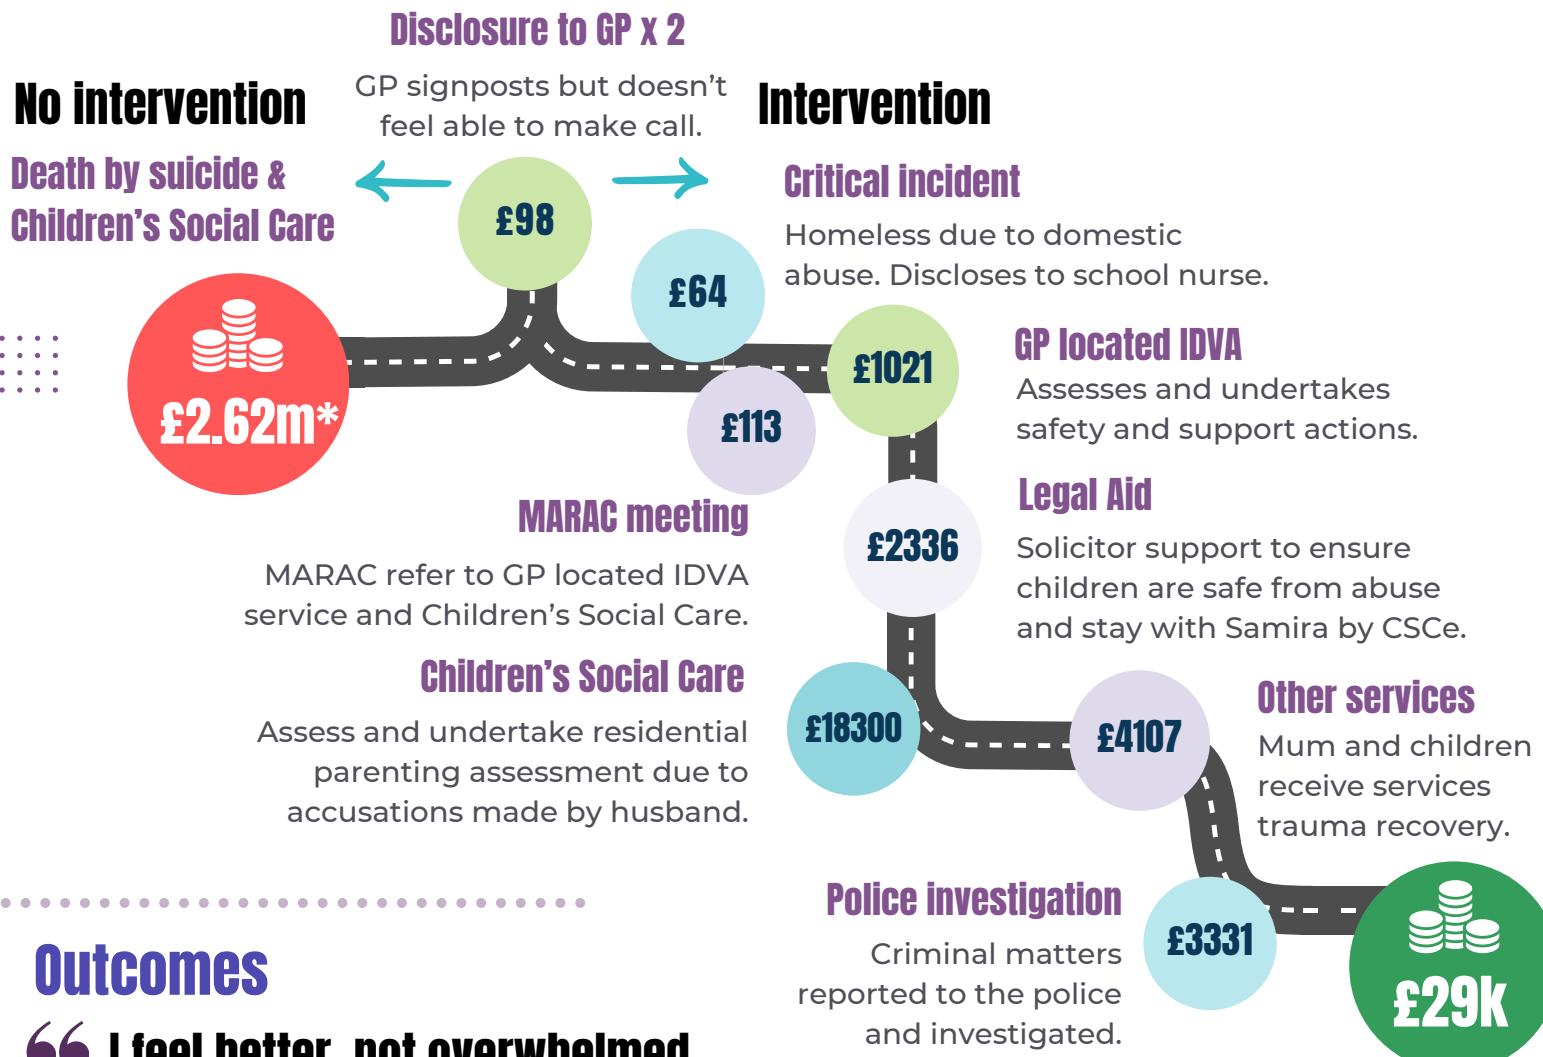 Disclosure to GP x 2
GP signposts but doesn't
feel able to make call.
No intervention
Death by suicide &
Children's Social Care
£2.62m*
£98
Intervention
Critical incident
Homeless due to domestic
abuse. Discloses to school nurse.
£64
£113
MARAC meeting
MARAC refer to GP located IDVA
service and Children's Social Care.
£1021
GP located IDVA
Assesses and undertakes
safety and support actions.
£2336
Legal Aid
Solicitor support to ensure
children are safe from abuse
and stay with Samira by CSCe.
Children's Social Care
Assess and undertake residential
parenting assessment due to
accusations made by husband.
£18300
£4107
Other services
Mum and children
receive services
trauma recovery.
Police investigation
Criminal matters
reported to the police
and investigated.
£3331
£29k
Outcomes
“ I feel better, not overwhelmed